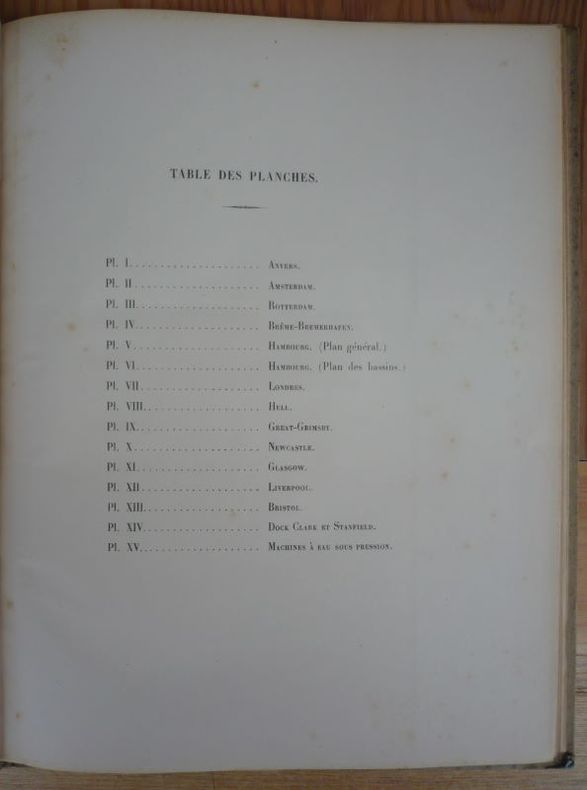 TABLE DES PLANCHES.
Pl. I..................... Anvers.
Pl. II.................... Amsterdam.
Pl. III................... Rotterdam.
Pl. IV.................... Brême-Bremerhafen.
Pl. V..................... Hambourg. (Plan général.)
Pl. VI.................... Hambourg. (Plan des bassins.)
Pl. VII................... Londres.
Pl. VIII.................. Hull.
Pl. IX.................... Great-Grimsby.
Pl. X..................... Newcastle.
Pl. XI.................... Glasgow.
Pl. XII................... Liverpool.
Pl. XIII.................. Bristol.
Pl. XIV................... Dock Clark et Stanfield.
Pl. XV.................... Machines à eau sous pression.